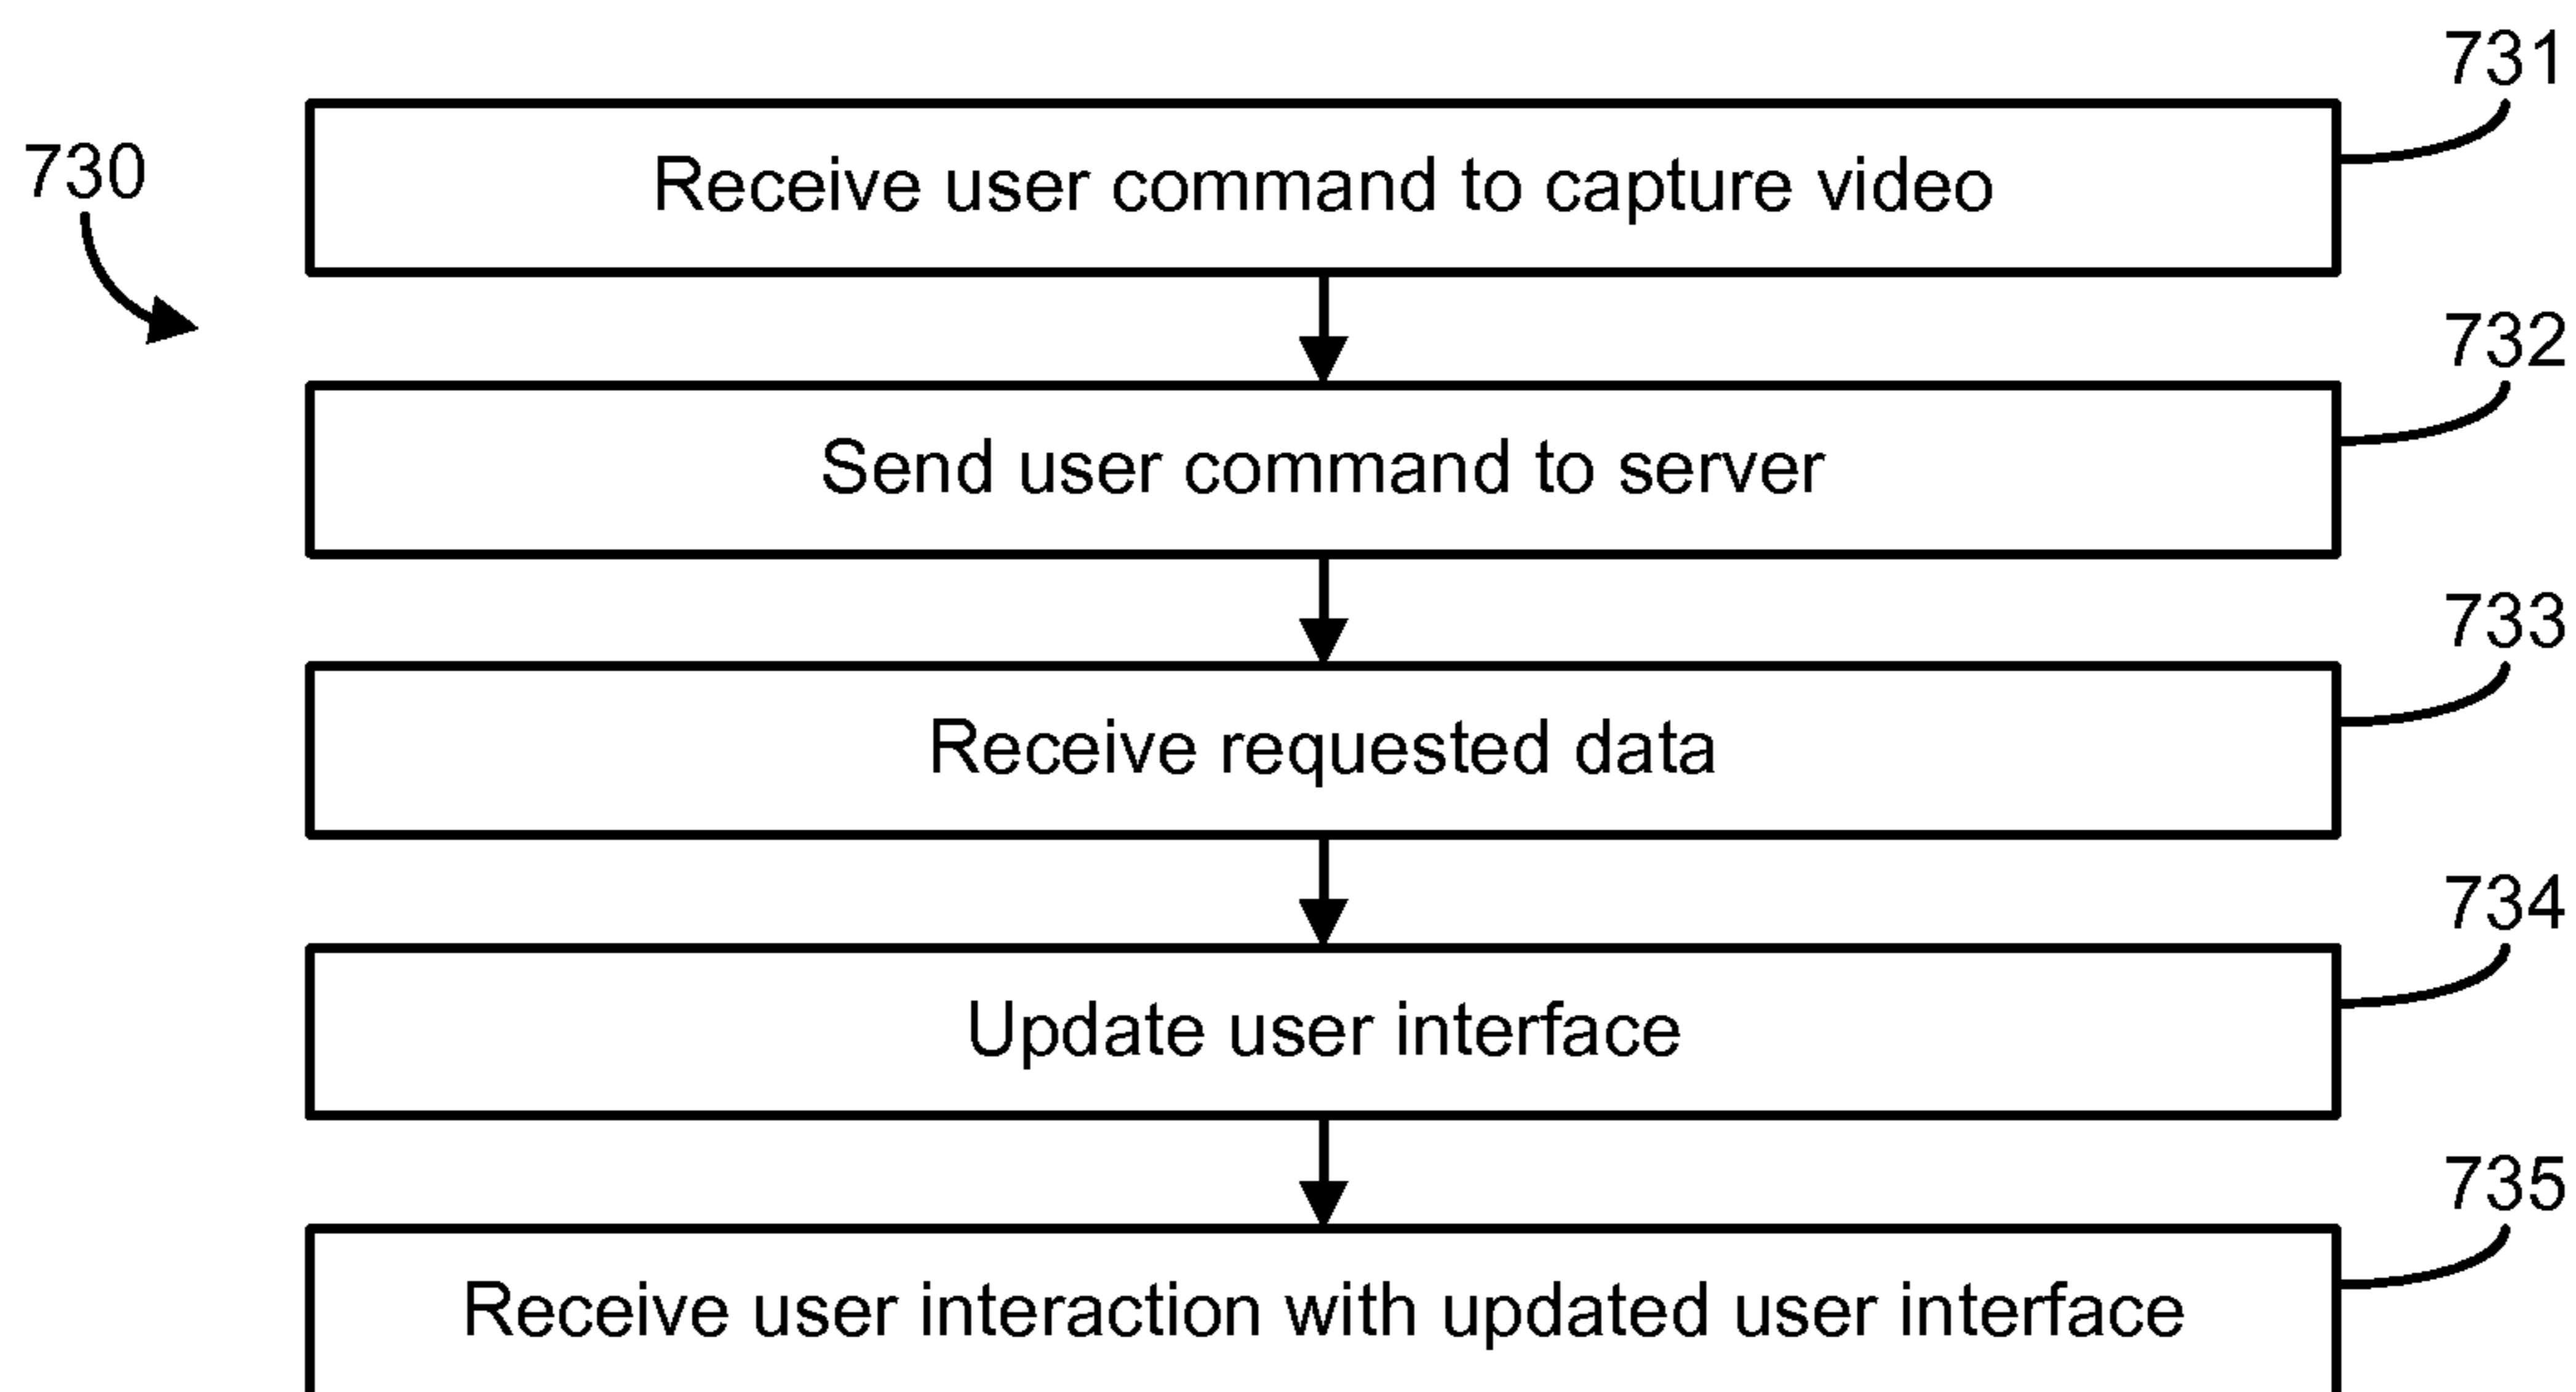 731
730
Receive user command to capture video
732
Send user command to server
733
Receive requested data
734
Update user interface
735
Receive user interaction with updated user interface